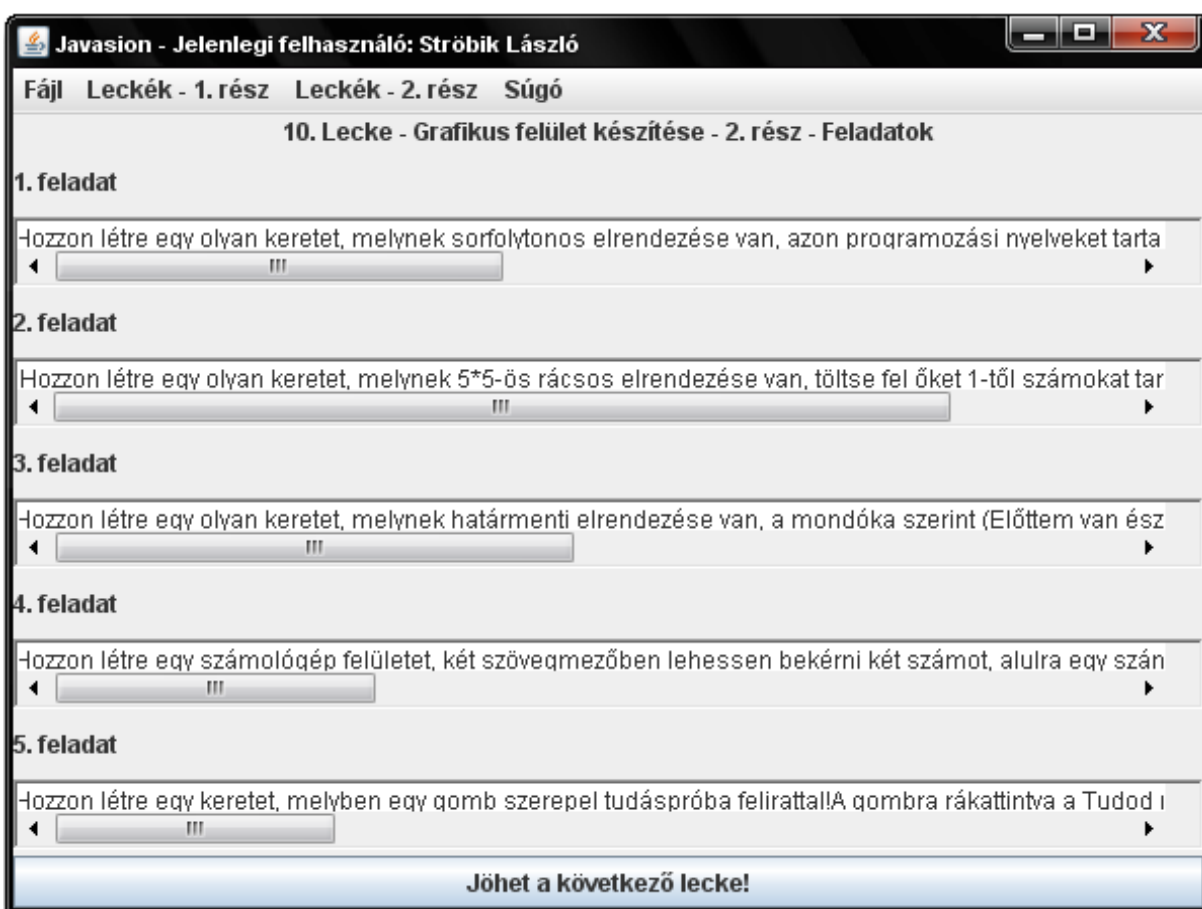 Javasion - Jelenlegi felhasználó: Ströbik László
Fájl Leckék - 1. rész Leckék - 2. rész Súgó
10. Lecke - Grafikus felület készítése - 2. rész - Feladatok
1. feladat
Hozzon létre egy olyan keretet, melynek sorfolytonos elrendezése van, azon programozási nyelveket tarta
2. feladat
Hozzon létre egy olyan keretet, melynek 5*5-ös rácsos elrendezése van, töltse fel őket 1-től számokat tar
3. feladat
Hozzon létre egy olyan keretet, melynek határmenti elrendezése van, a mondóka szerint (Előttem van ész
4. feladat
Hozzon létre egy számológép felületet, két szövegmezőben lehessen bekérni két számot, alulra egy
5. feladat
Hozzon létre egy keretet, melyben egy gomb szerepel tudáspróba felirattal!A gombra rákattintva a Tudod
Jöhet a következő lecke!